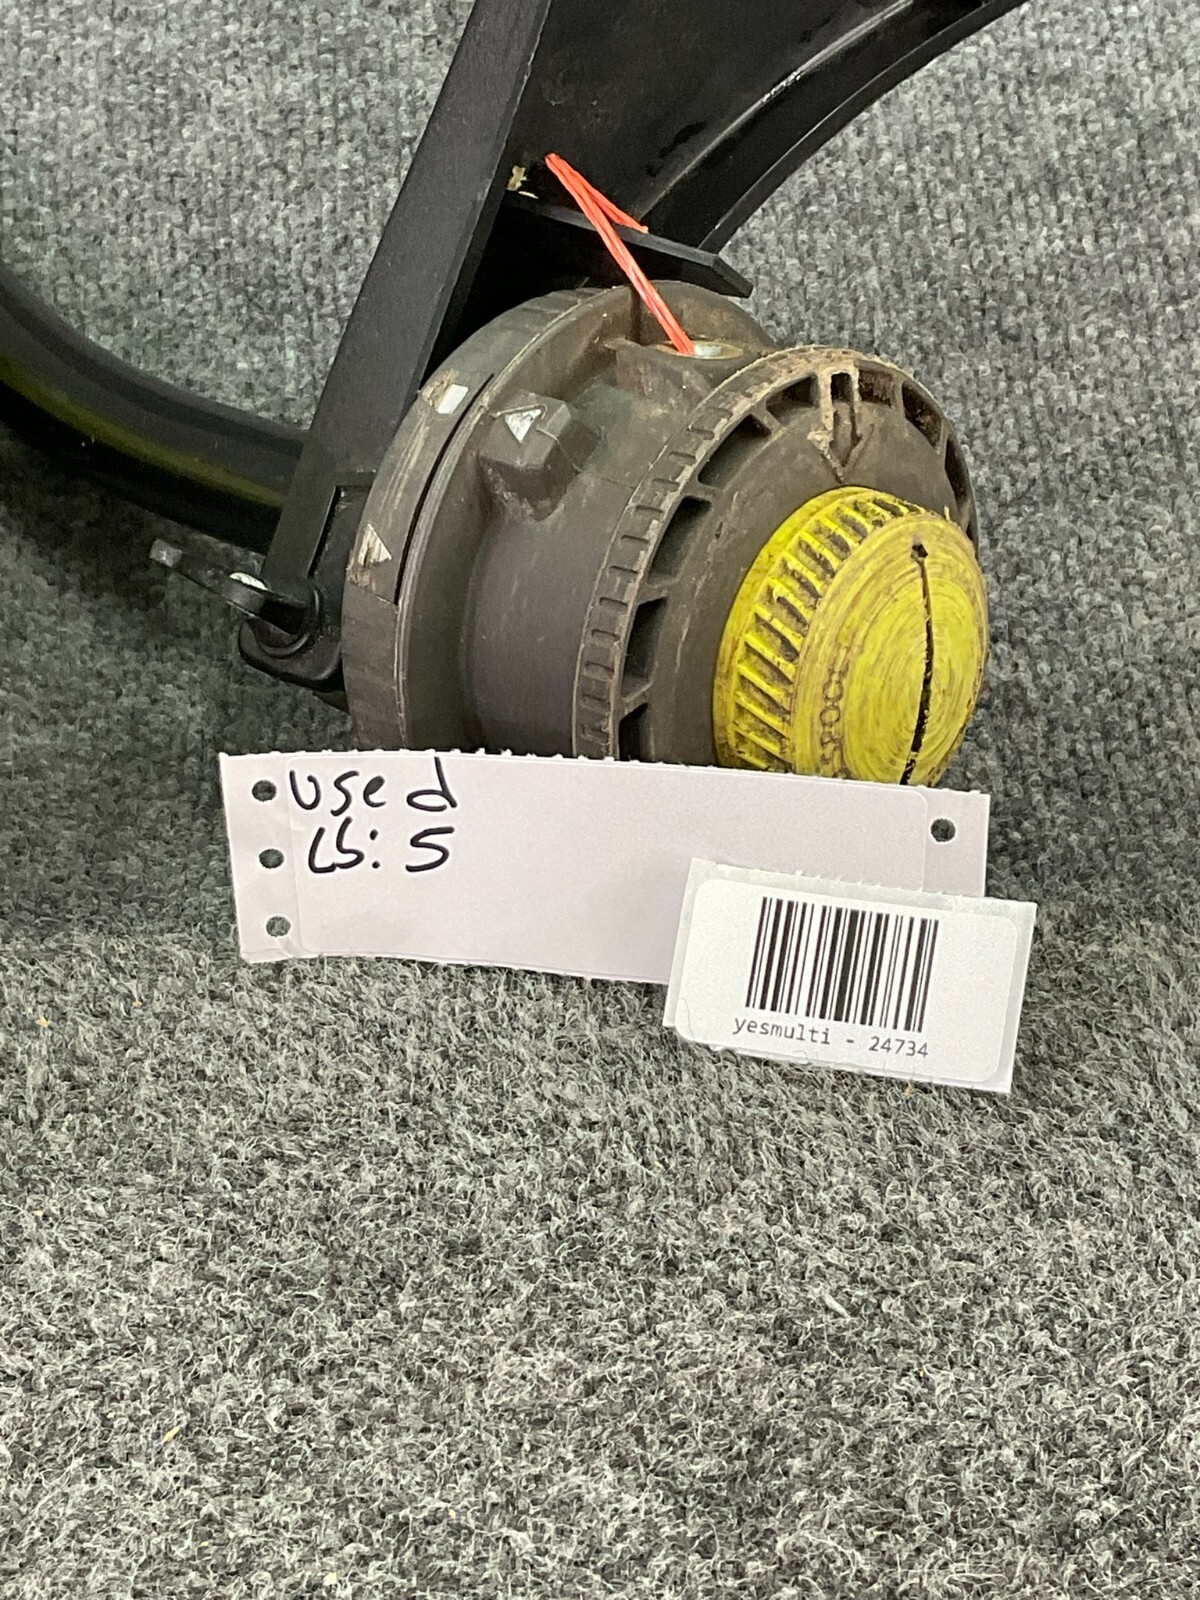 Used
LS: 5
yesmulti - 24734